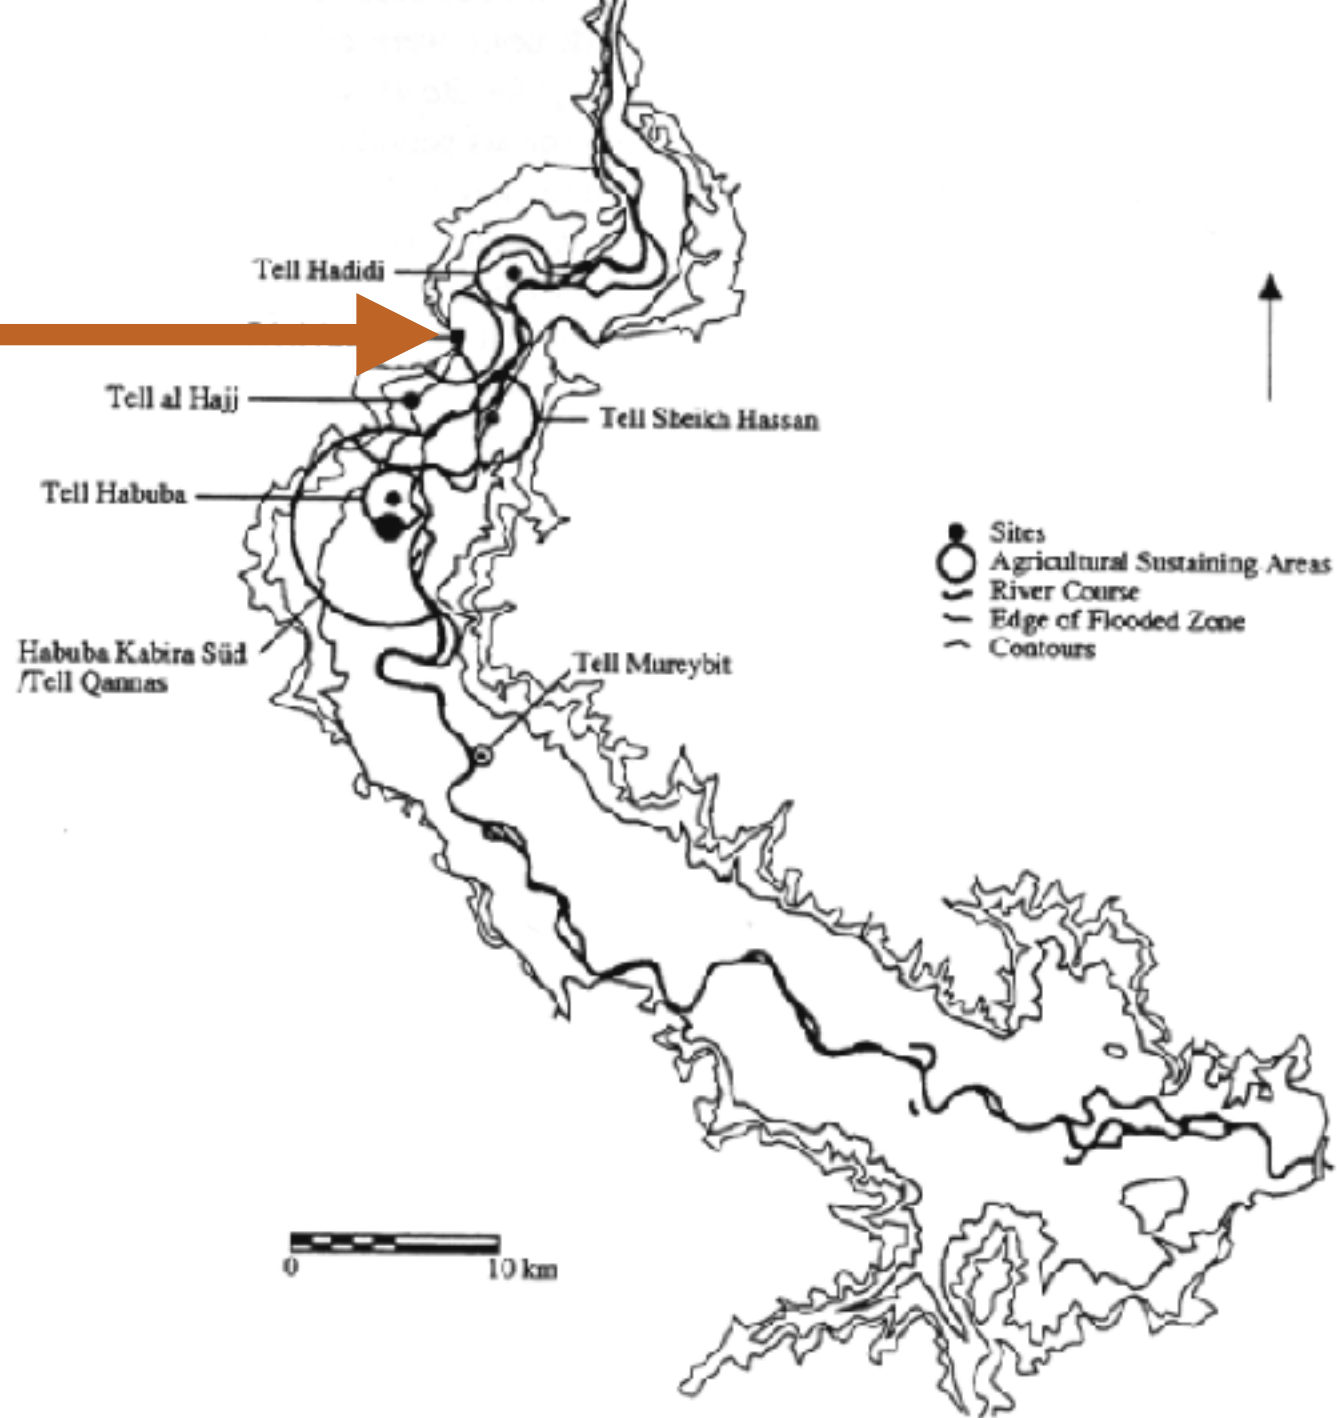 Tell Hadidi
Tell al Hajj
Tell Sheikh Hassan
Tell Habuba
Sites
Agricultural Sustaining Areas
River Course
Edge of Flooded Zone
Contours
Habuba Kabira Süd
/Tell Qannas
Tell Mureybit
0
10 km